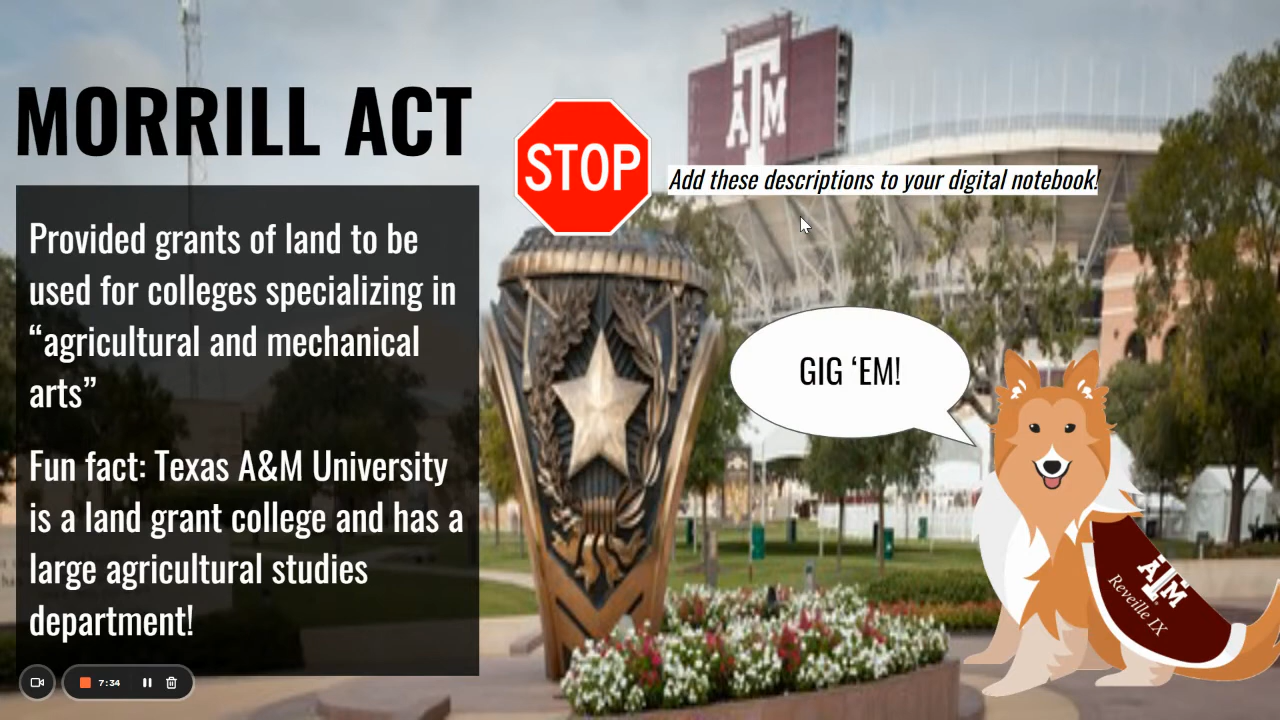 MORRILL ACT
STOP
Add these descriptions to your digital notebook!
Provided grants of land to be
used for colleges specializing in
“agricultural and mechanical
arts”
Fun fact: Texas A&M University
is a land grant college and has a
large agricultural studies
department!
GIG ‘EM!
ATM
ATM
Reveille IX
7:34